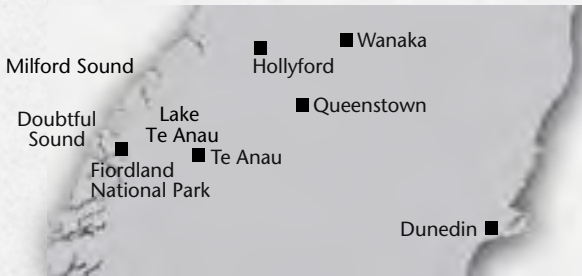 Wanaka
Hollyford
Milford Sound
Queenstown
Doubtful
Sound
Lake
Te Anau
Te Anau
Fiordland
National Park
Dunedin